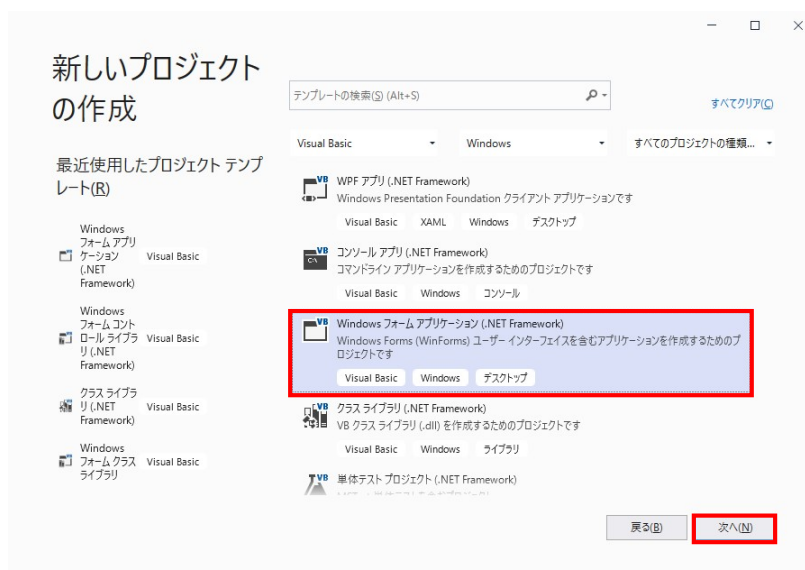 新しいプロジェクト
の作成
最近使用したプロジェクト テンプ
レート(R)
Windows
フォーム アプリ
ケーション
(.NET
Framework)
Visual Basic
Windows
フォーム コント
ロール ライブラ
リ (.NET
Framework)
Visual Basic
クラス ライブラ
リ (.NET
Framework)
Visual Basic
Windows
フォーム クラス
ライブラリ
Visual Basic
テンプレートの検索(S) (Alt+S)
すべてクリア(C)
Visual Basic
Windows
すべてのプロジェクトの種類...
VB
WPF アプリ (.NET Framework)
Windows Presentation Foundation クライアント アプリケーションです
Visual Basic XAML Windows デスクトップ
VB
コンソール アプリ (.NET Framework)
コマンドライン アプリケーションを作成するためのプロジェクトです
Visual Basic Windows コンソール
VB
Windows フォーム アプリケーション (.NET Framework)
Windows Forms (WinForms) ユーザー インターフェイスを含むアプリケーションを作成するためのプ
ロジェクトです
Visual Basic Windows デスクトップ
VB
クラス ライブラリ (.NET Framework)
VB クラス ライブラリ (.dll) を作成するためのプロジェクトです
Visual Basic Windows ライブラリ
VB
単体テスト プロジェクト (.NET Framework)
戻る(B)
次へ(N)